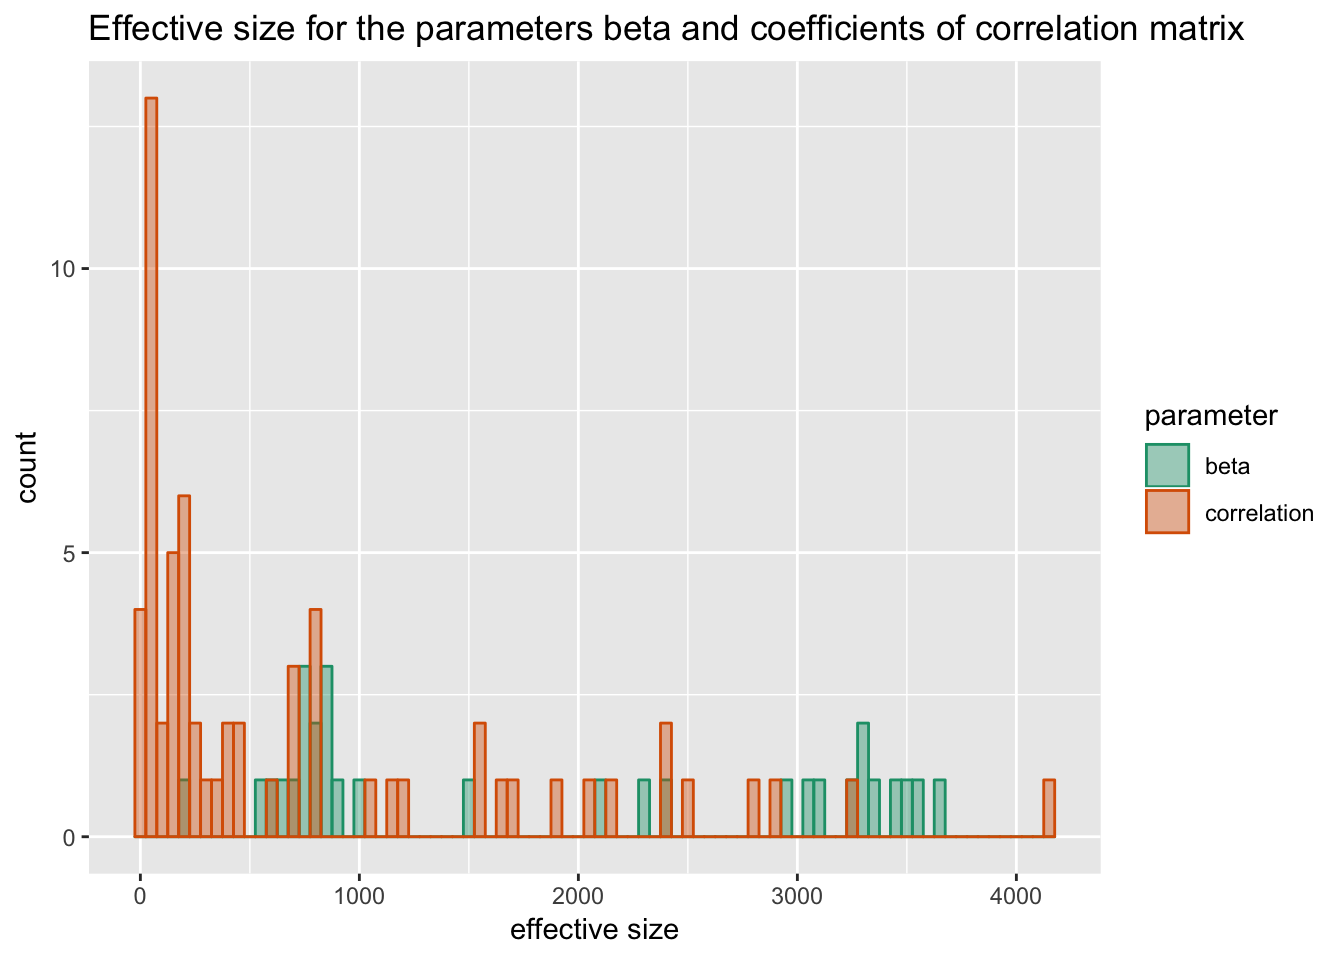 Effective size for the parameters beta and coefficients of correlation matrix
10
5
0
count
0 1000 2000 3000 4000
effective size
parameter
beta
correlation